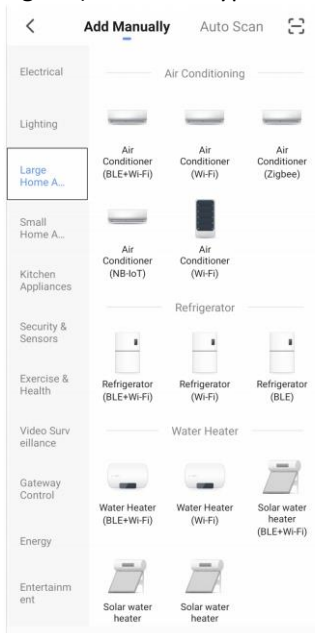 Add Manually
Auto Scan
Electrical
Lighting
Large
Home A...
Small
Home A...
Kitchen
Appliances
Security &
Sensors
Exercise &
Health
Video Surv
eillance
Gateway
Control
Energy
Entertainm
ent
Air Conditioning
Air
Conditioner
(BLE+Wi-Fi)
Air
Conditioner
(Wi-Fi)
Air
Conditioner
(Zigbee)
Air
Conditioner
(NB-IoT)
Air
Conditioner
(Wi-Fi)
Refrigerator
Refrigerator
(BLE+Wi-Fi)
Refrigerator
(Wi-Fi)
Refrigerator
(BLE)
Water Heater
Water Heater
(BLE+Wi-Fi)
Water Heater
(Wi-Fi)
Solar water
heater
(BLE+Wi-Fi)
Solar water
heater
Solar water
heater